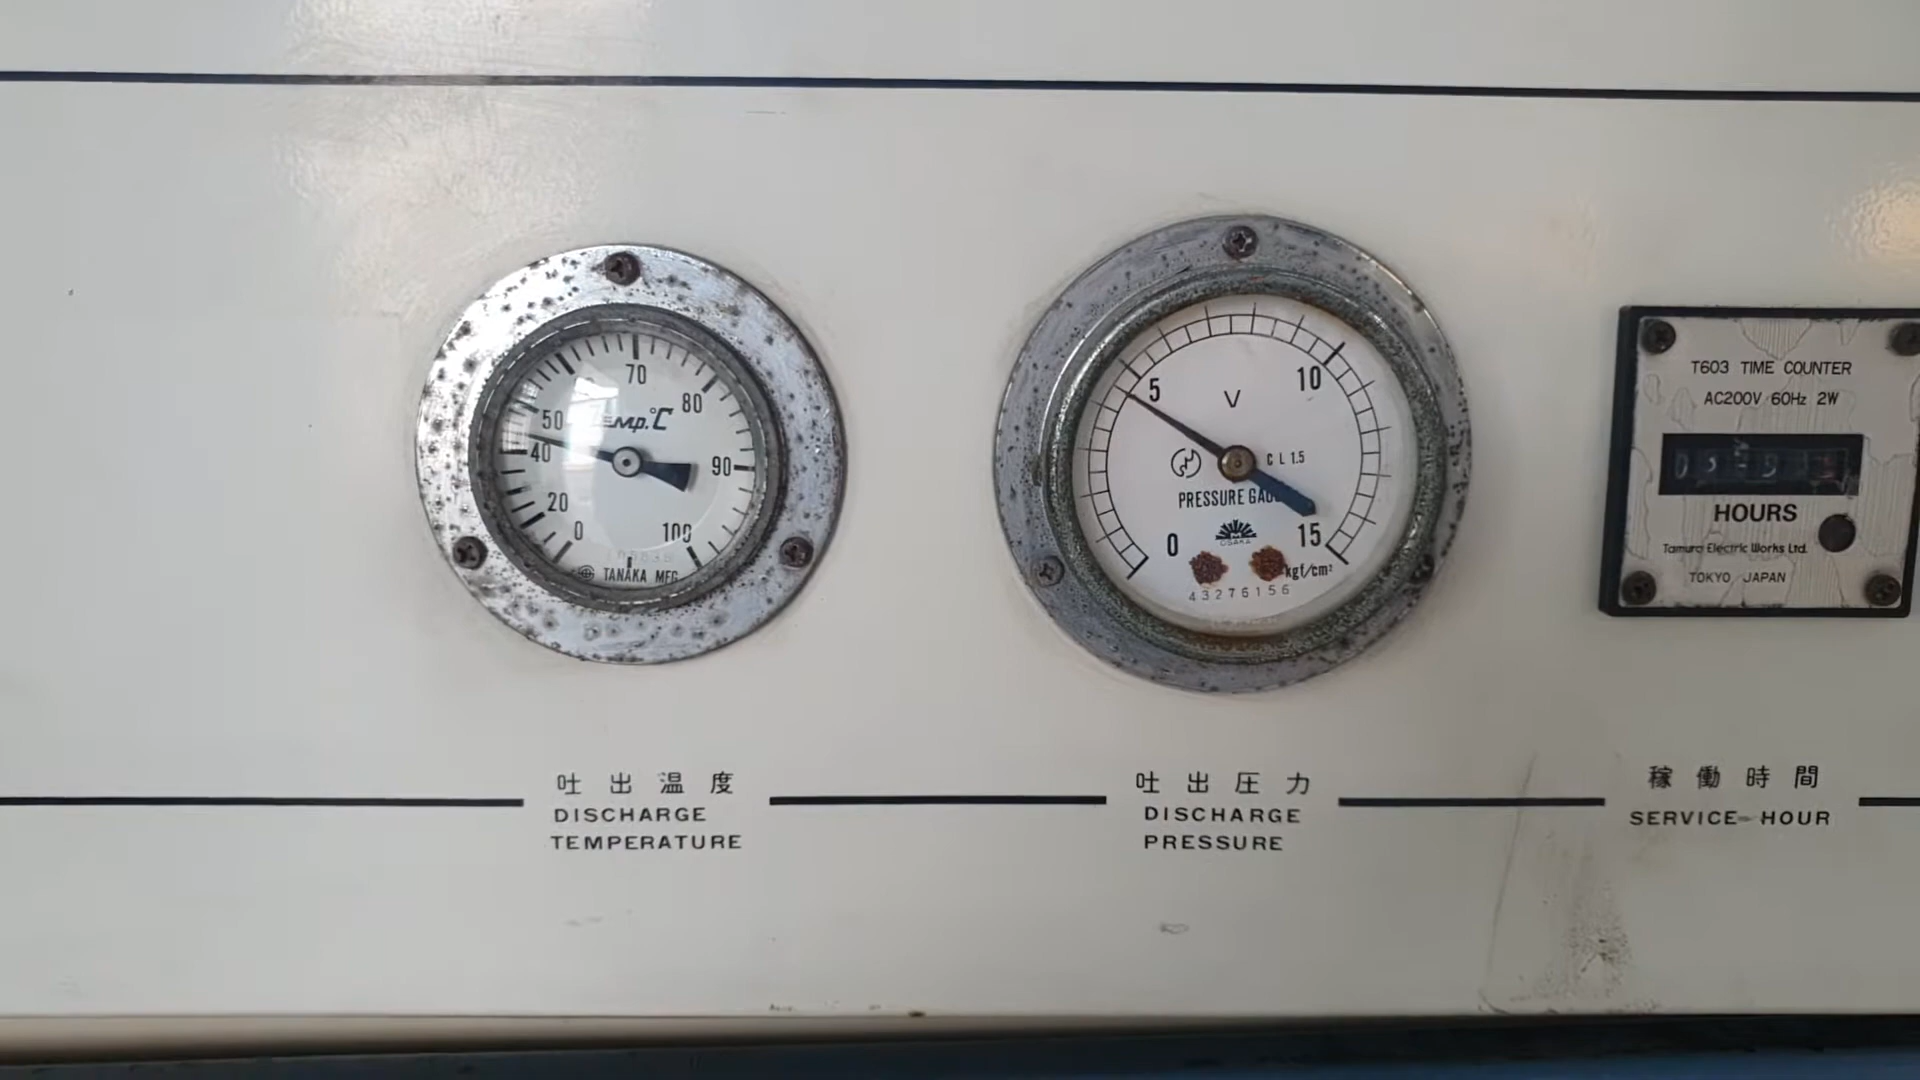 70
80
50
Temp.℃
40
90
20
0
100
TANAKA MFG.
5
10
V
CL 1.5
PRESSURE GAU
OSAKA
0
15
kgf/cm²
43276156
T603 TIME COUNTER
AC200V 60Hz 2W
HOURS
Tamura Electric Works Ltd.
TOKYO JAPAN
吐出温度
DISCHARGE
TEMPERATURE
吐出圧力
DISCHARGE
PRESSURE
稼働時間
SERVICE-HOUR